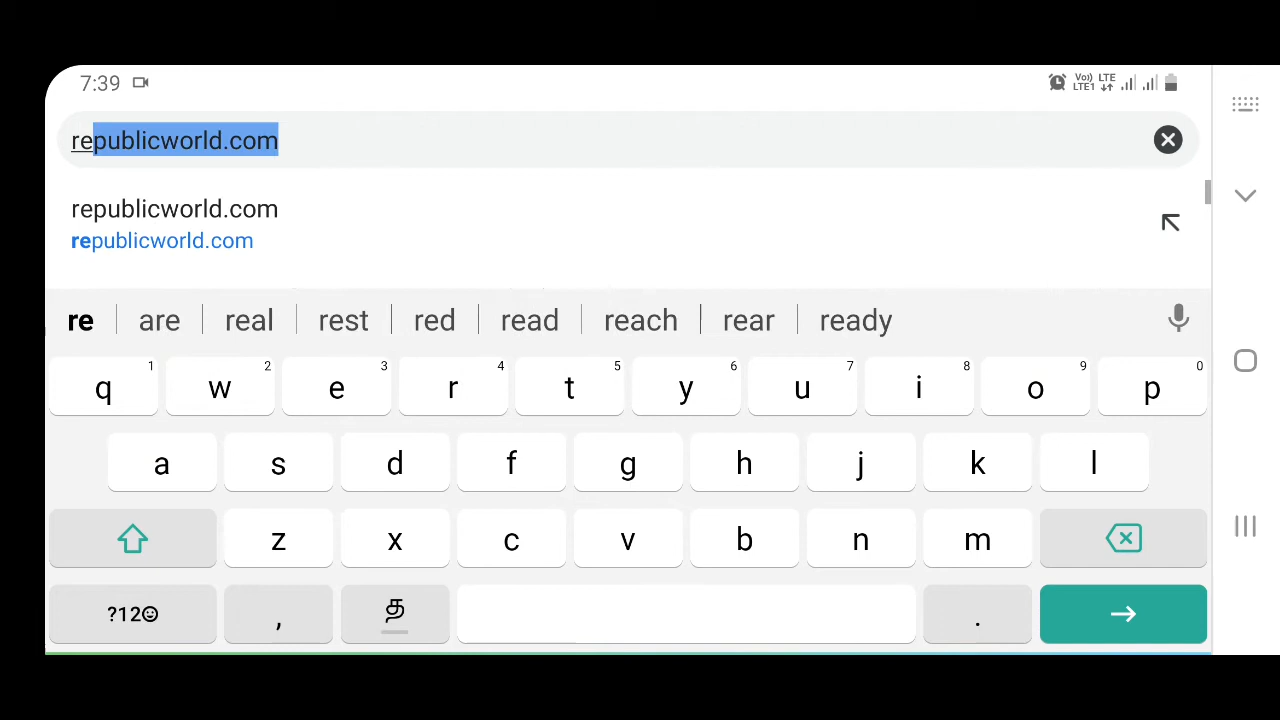 7:39 Vo) LTE1 LTE
republicworld.com
republicworld.com
republicworld.com
re are real rest red read reach rear ready
q 1 w 2 e 3 r 4 t 5 y 6 u 7 i 8 o 9 p 0
a s d f g h j k l
z x c v b n m
?12☺ , த .